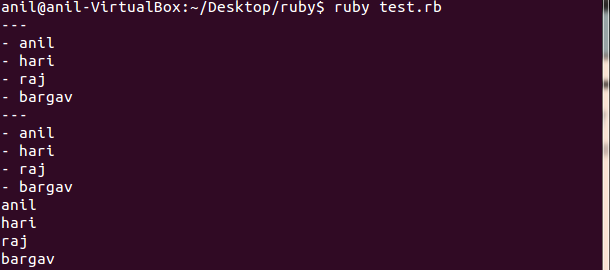 anil@anil-VirtualBox:~/Desktop/ruby$ ruby test.rb
---
- anil
- hari
- raj
- bargav
---
- anil
- hari
- raj
- bargav
anil
hari
raj
bargav